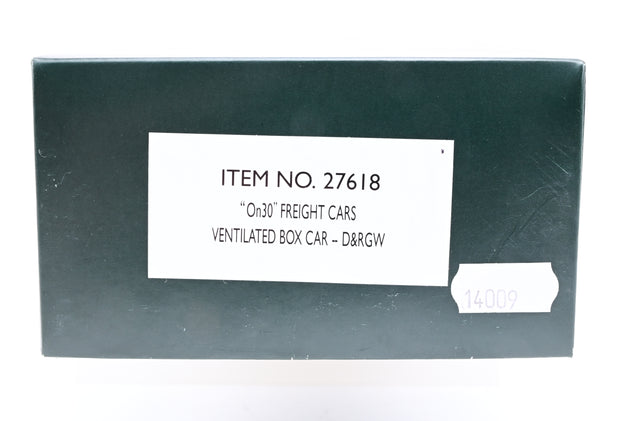 ITEM NO. 27618
“On30” FREIGHT CARS
VENTILATED BOX CAR -- D&RGW
14009